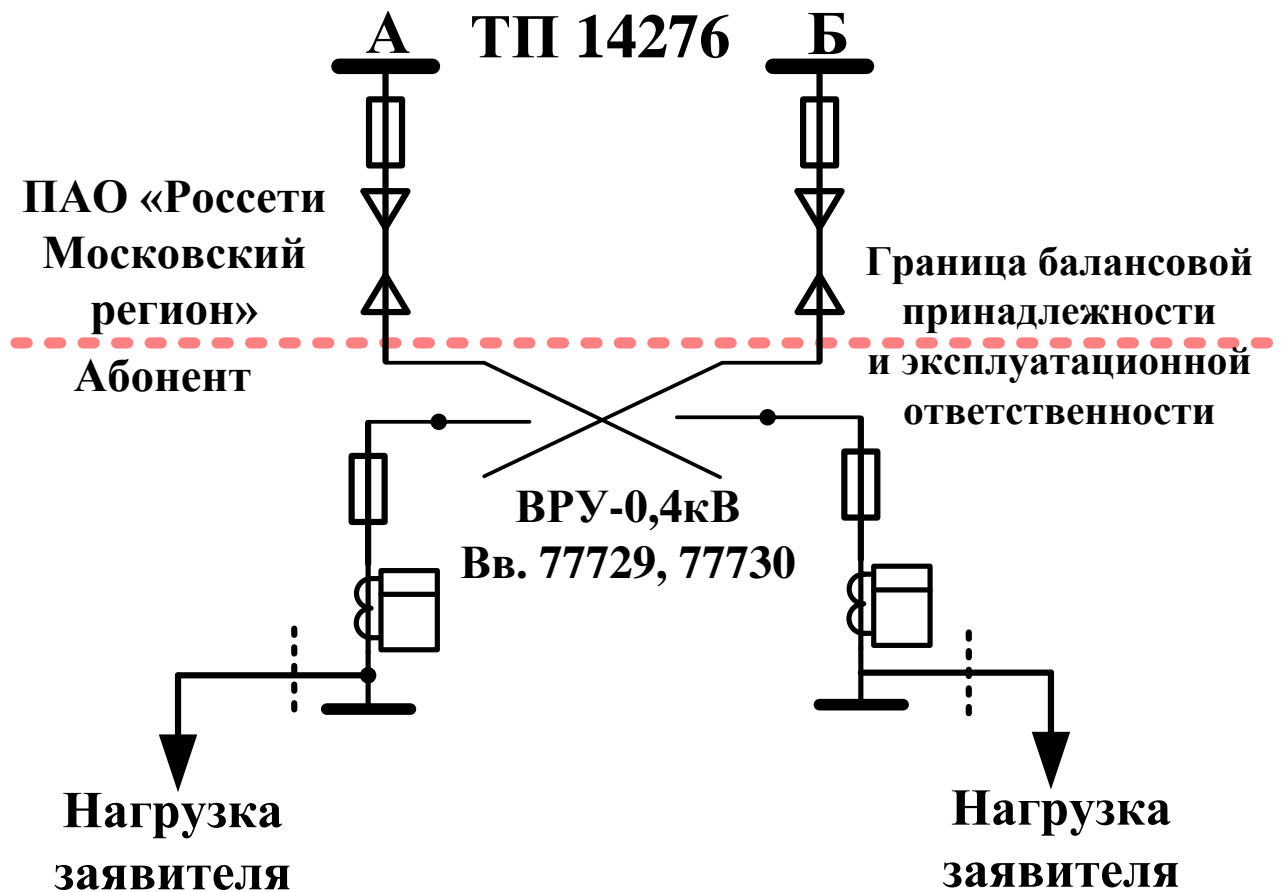 А ТП 14276 Б
ПАО «Россети
Московский
регион»
Граница балансовой
принадлежности
и эксплуатационной
ответственности
Абонент
ВРУ-0,4кВ
Вв. 77729, 77730
Нагрузка
заявителя
Нагрузка
заявителя